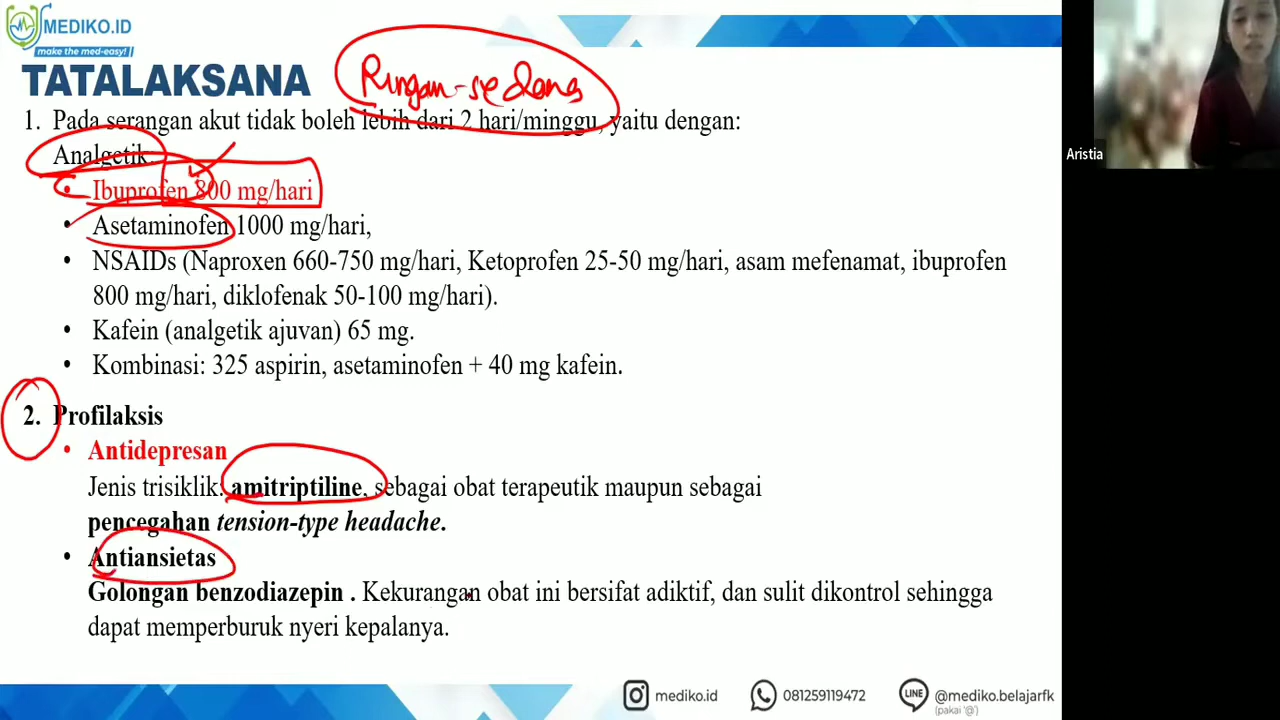 MEDIKO.ID
make the med-easy!
TATALAKSANA
Ringan-sedang
1. Pada serangan akut tidak boleh lebih dari 2 hari/minggu, yaitu dengan:
Analgetik:
• Ibuprofen 800 mg/hari
• Asetaminofen 1000 mg/hari,
• NSAIDs (Naproxen 660-750 mg/hari, Ketoprofen 25-50 mg/hari, asam mefenamat, ibuprofen
800 mg/hari, diklofenak 50-100 mg/hari).
• Kafein (analgetik ajuvan) 65 mg.
• Kombinasi: 325 aspirin, asetaminofen + 40 mg kafein.
2. Profilaksis
• Antidepresan
Jenis trisiklik: amitriptiline, sebagai obat terapeutik maupun sebagai
pencegahan tension-type headache.
• Antiansietas
Golongan benzodiazepin . Kekurangan obat ini bersifat adiktif, dan sulit dikontrol sehingga
dapat memperburuk nyeri kepalanya.
Aristia
mediko.id
081259119472
LINE
@mediko.belajarfk
(pakai '@')